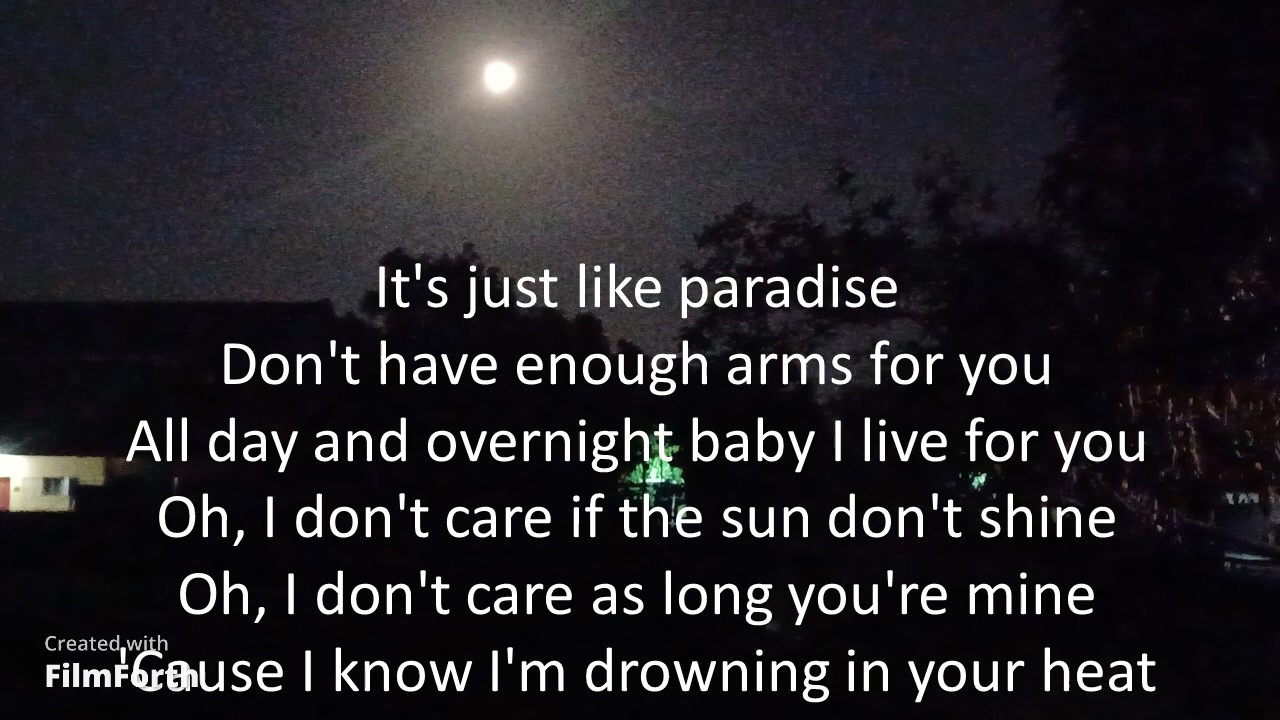 It's just like paradise
Don't have enough arms for you
All day and overnight baby I live for you
Oh, I don't care if the sun don't shine
Oh, I don't care as long you're mine
'Cause I know I'm drowning in your heat
Created with
FilmForth